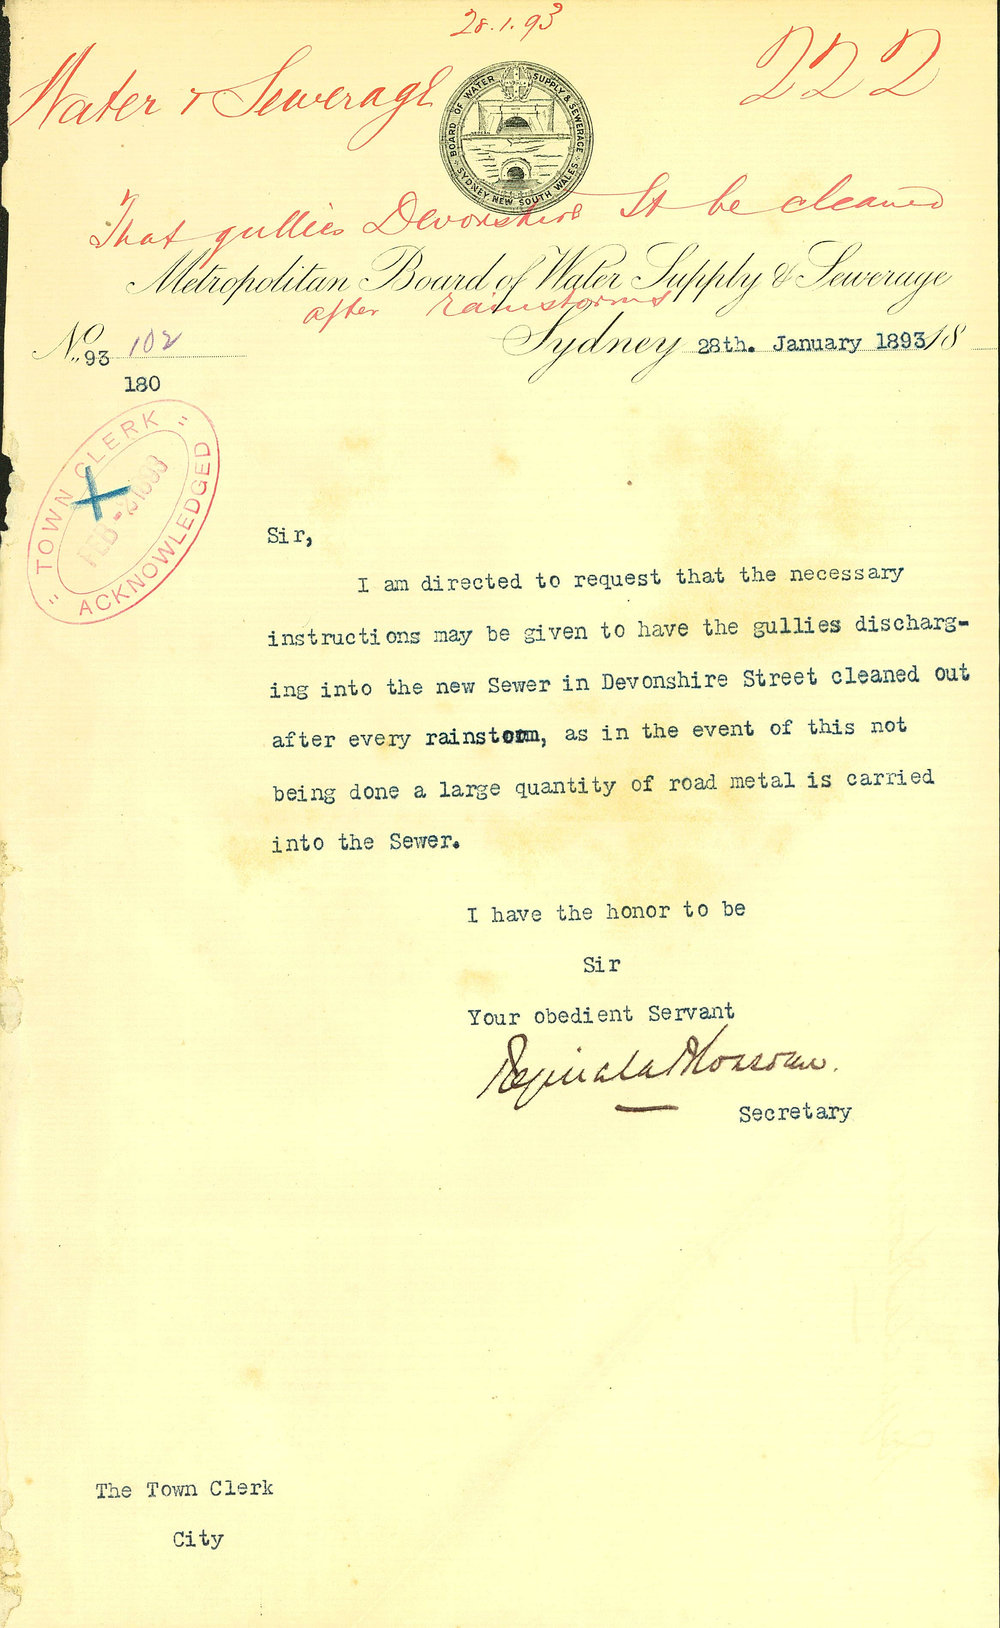 28.1.93
Water & Sewerage
222
BOARD OF WATER SUPPLY & SEWERAGE
SYDNEY NEW SOUTH WALES
That gullies Devonshire St be cleaned
Metropolitan Board of Water Supply & Sewerage
after rainstorms
No 93 102
180
Sydney 28th. January 1893/18
"TOWN CLERK"
FEB -2 1893
ACKNOWLEDGED
Sir,
I am directed to request that the necessary
instructions may be given to have the gullies discharg-
ing into the new Sewer in Devonshire Street cleaned out
after every rainstorm, as in the event of this not
being done a large quantity of road metal is carried
into the Sewer.
I have the honor to be
Sir
Your obedient Servant
Reginald
Secretary
The Town Clerk
City